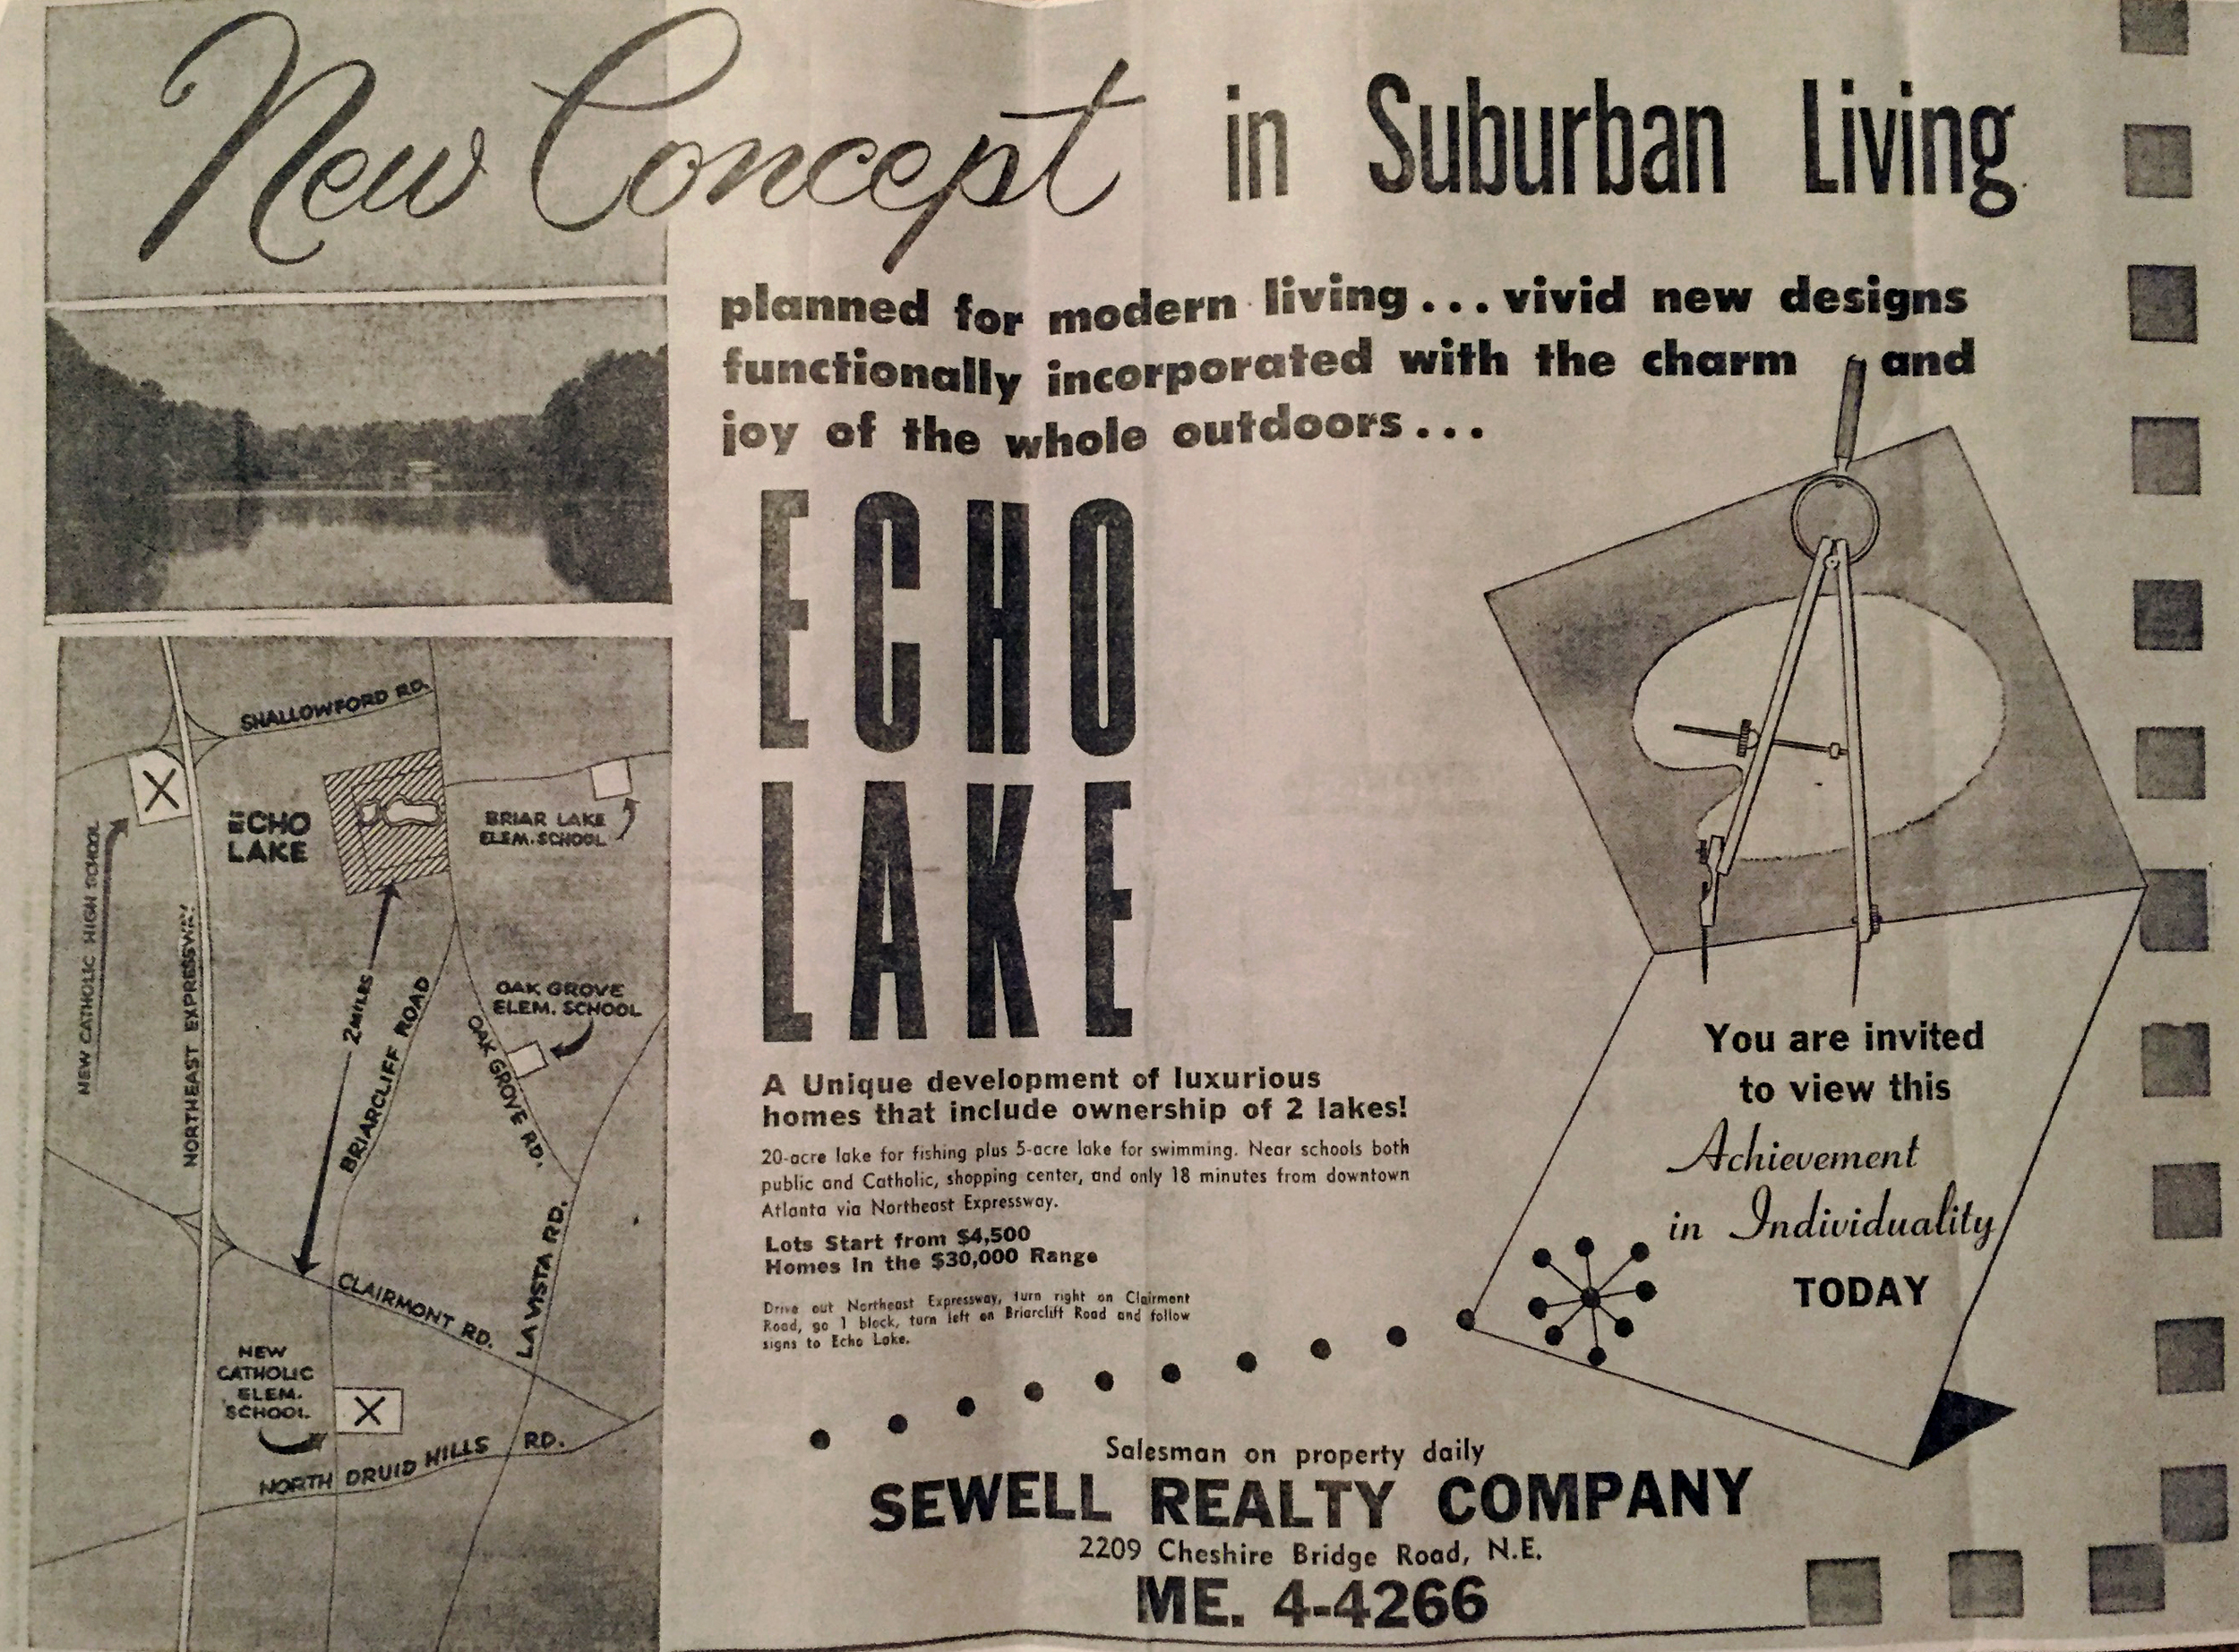 New Concept in Suburban Living
planned for modern living... vivid new designs
functionally incorporated with the charm and
joy of the whole outdoors...
ECHO
LAKE
A Unique development of luxurious
homes that include ownership of 2 lakes!
20-acre lake for fishing plus 5-acre lake for swimming. Near schools both
public and Catholic, shopping center, and only 18 minutes from downtown
Atlanta via Northeast Expressway.
Lots Start from $4,500
Homes In the $30,000 Range
Drive out Northeast Expressway, turn right on Clairmont
Road, go 1 block, turn left on Briarcliff Road and follow
signs to Echo Lake.
SHALLOWFORD RD.
ECHO
LAKE
BRIAR LAKE
ELEM. SCHOOL
NEW CATHOLIC HIGH SCHOOL
NORTHEAST EXPRESSWAY
2 MILES
BRIARCLIFF ROAD
OAK GROVE
ELEM. SCHOOL
OAK GROVE RD.
LA VISTA RD.
CLAIRMONT RD.
NEW
CATHOLIC
ELEM.
SCHOOL
NORTH DRUID HILLS RD.
You are invited
to view this
Achievement
in Individuality
TODAY
Salesman on property daily
SEWELL REALTY COMPANY
2209 Cheshire Bridge Road, N.E.
ME. 4-4266